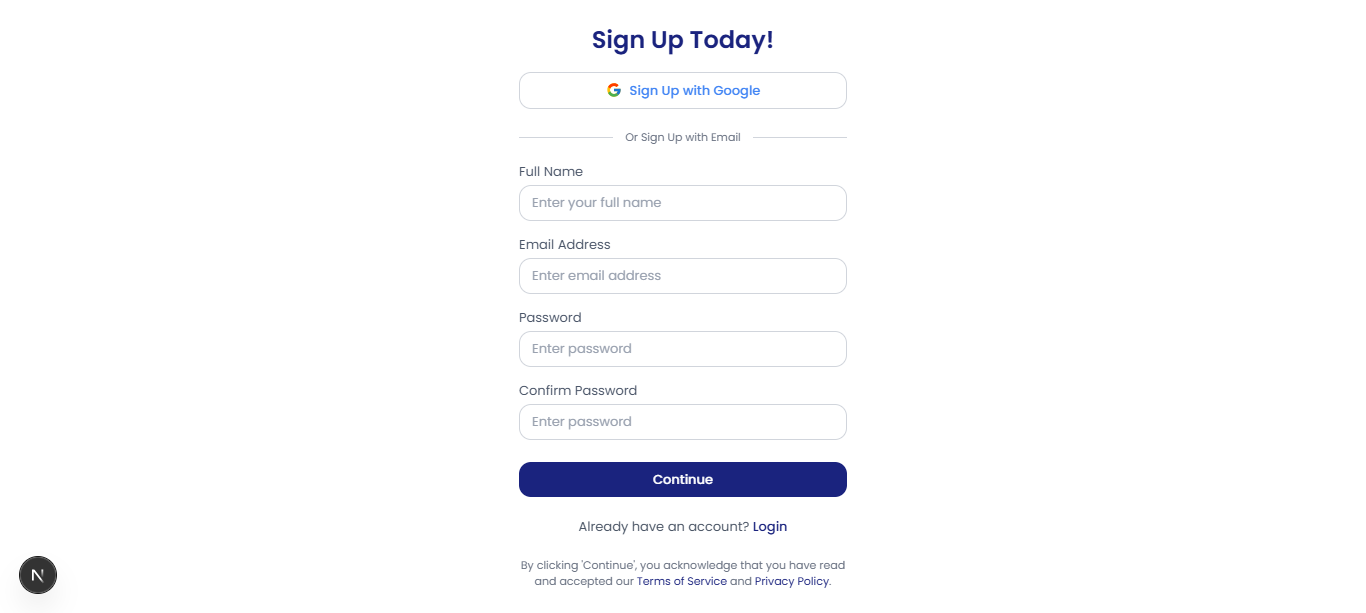 Sign Up Today!
Sign Up with Google
Or Sign Up with Email
Full Name
Enter your full name
Email Address
Enter email address
Password
Enter password
Confirm Password
Enter password
Continue
Already have an account? Login
By clicking 'Continue', you acknowledge that you have read
and accepted our Terms of Service and Privacy Policy.
N